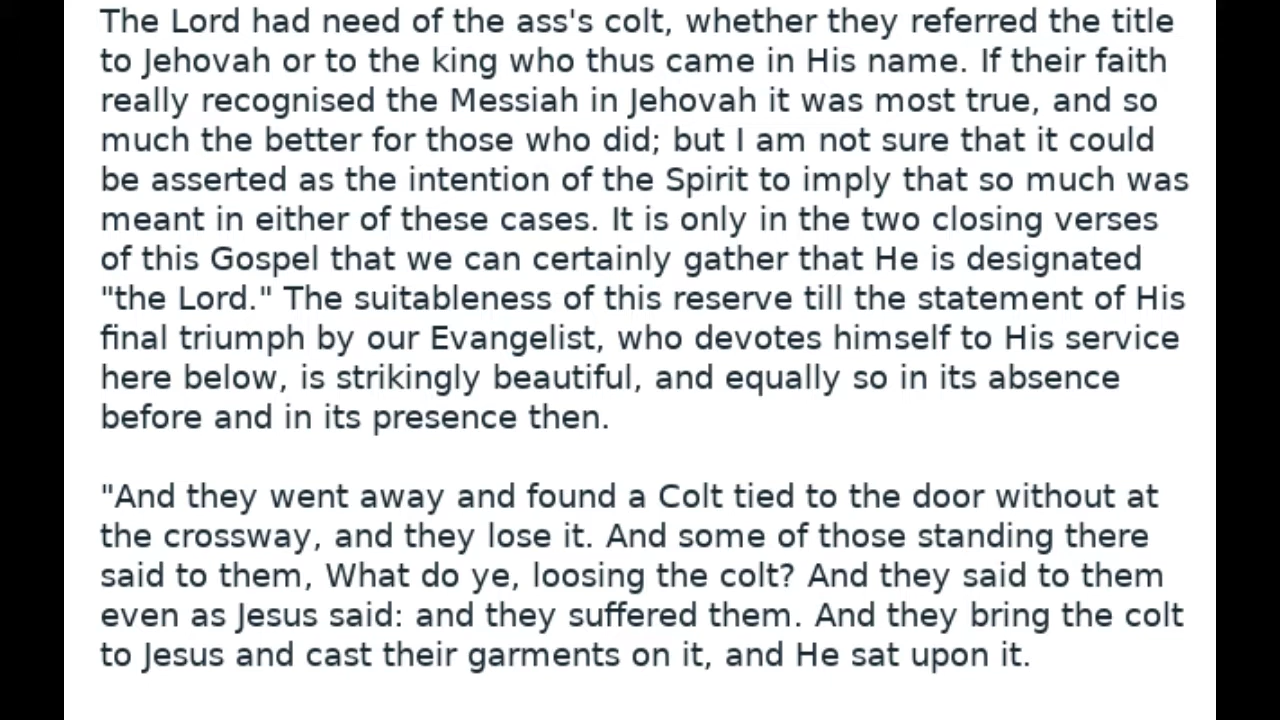 The Lord had need of the ass's colt, whether they referred the title
to Jehovah or to the king who thus came in His name. If their faith
really recognised the Messiah in Jehovah it was most true, and so
much the better for those who did; but I am not sure that it could
be asserted as the intention of the Spirit to imply that so much was
meant in either of these cases. It is only in the two closing verses
of this Gospel that we can certainly gather that He is designated
"the Lord." The suitableness of this reserve till the statement of His
final triumph by our Evangelist, who devotes himself to His service
here below, is strikingly beautiful, and equally so in its absence
before and in its presence then.
"And they went away and found a Colt tied to the door without at
the crossway, and they lose it. And some of those standing there
said to them, What do ye, loosing the colt? And they said to them
even as Jesus said: and they suffered them. And they bring the colt
to Jesus and cast their garments on it, and He sat upon it.